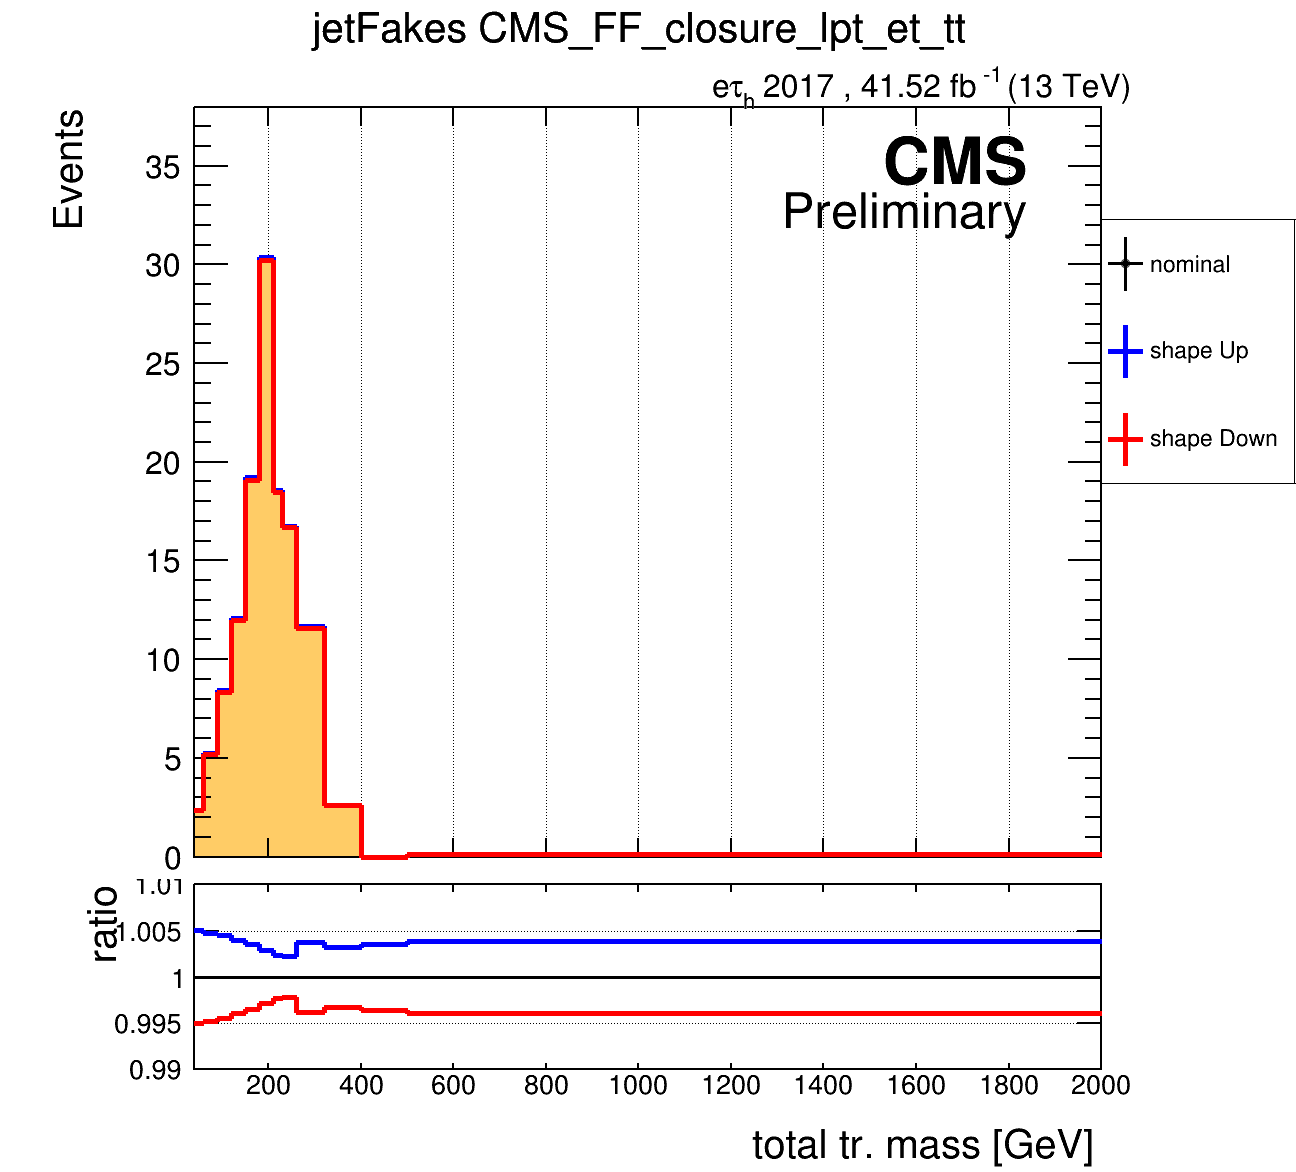 jetFakes CMS_FF_closure_lpt_et_tt
eτh 2017 , 41.52 fb -1 (13 TeV)
Events
CMS
Preliminary
35
30
25
20
15
10
5
0
nominal
shape Up
shape Down
ratio
1.01
1.005
1
0.995
0.99
200 400 600 800 1000 1200 1400 1600 1800 2000
total tr. mass [GeV]